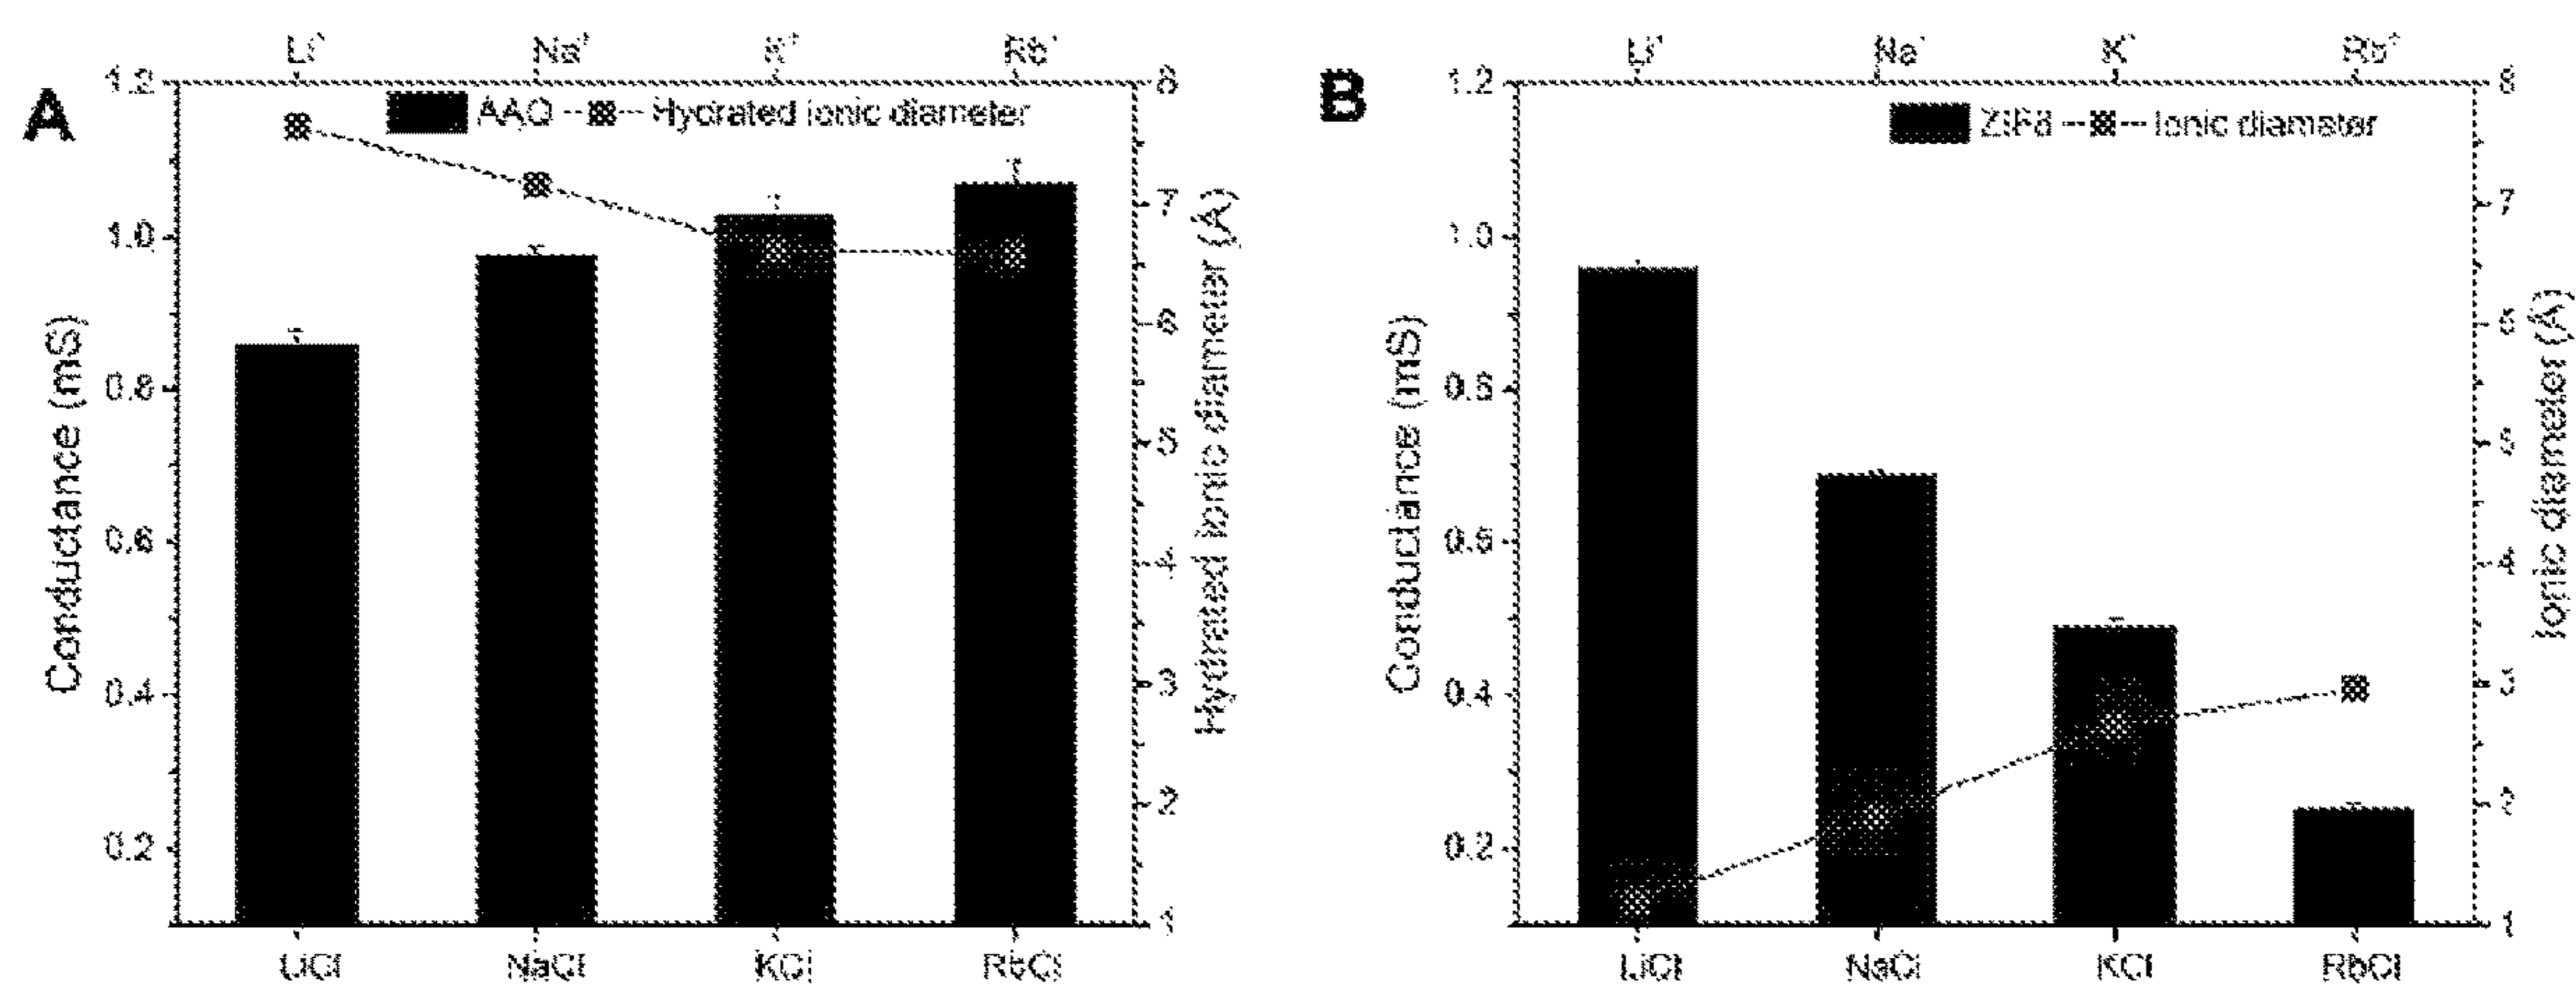 A
Li⁺ Na⁺ K⁺ Rb⁺
AAO Hydrated ionic diameter
1.2
1.0
0.8
0.6
0.4
0.2
Conductance (mS)
8
7
6
5
4
3
2
1
Hydrated ionic diameter (Å)
LiCl NaCl KCl RbCl
B
Li⁺ Na⁺ K⁺ Rb⁺
ZIF8 Ionic diameter
1.2
1.0
0.8
0.6
0.4
0.2
Conductance (mS)
8
7
6
5
4
3
2
1
Ionic diameter (Å)
LiCl NaCl KCl RbCl